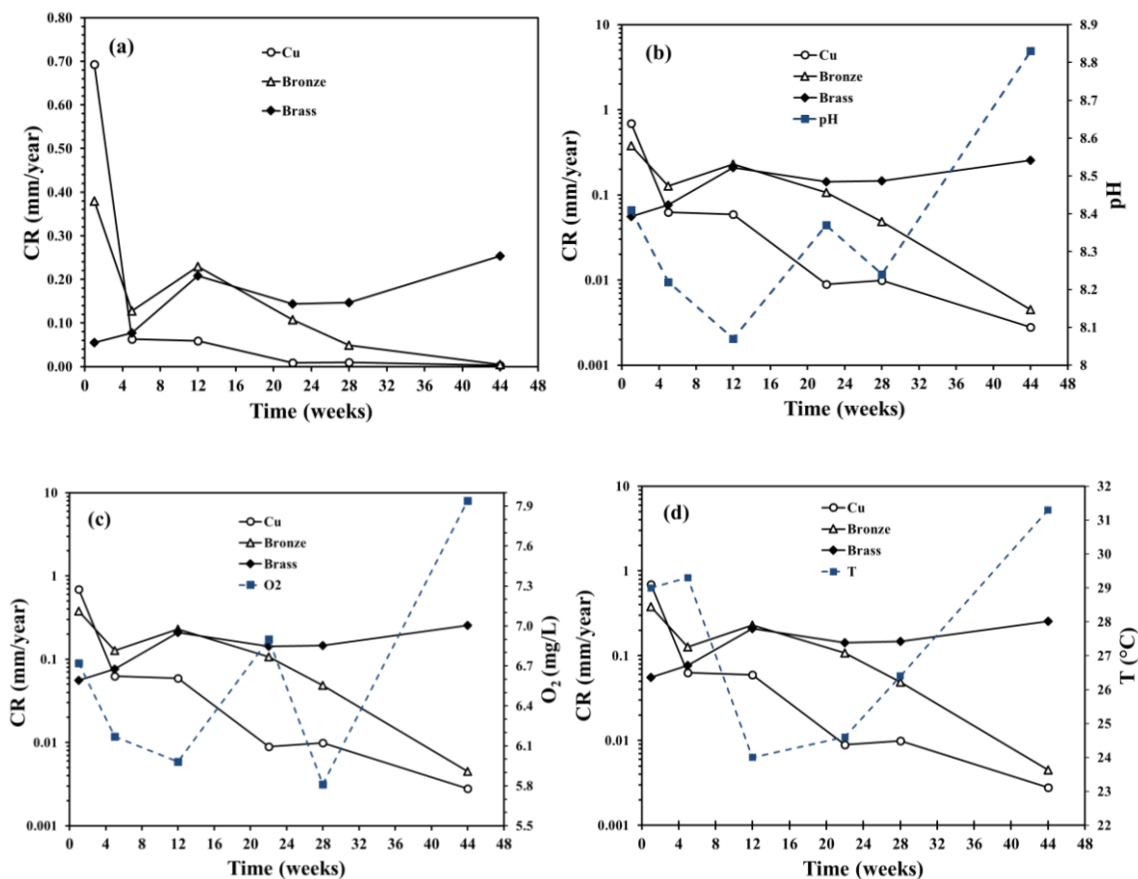 (a)
Cu
Bronze
Brass
0.80
0.70
0.60
0.50
0.40
0.30
0.20
0.10
0.00
CR (mm/year)
0 4 8 12 16 20 24 28 32 36 40 44 48
Time (weeks)
(b)
Cu
Bronze
Brass
pH
10
1
0.1
0.01
0.001
CR (mm/year)
8.9
8.8
8.7
8.6
8.5
8.4
8.3
8.2
8.1
8
pH
0 4 8 12 16 20 24 28 32 36 40 44 48
Time (weeks)
(c)
Cu
Bronze
Brass
O2
10
1
0.1
0.01
0.001
CR (mm/year)
7.9
7.6
7.3
7.0
6.7
6.4
6.1
5.8
5.5
O₂ (mg/L)
0 4 8 12 16 20 24 28 32 36 40 44 48
Time (weeks)
(d)
Cu
Bronze
Brass
T
10
1
0.1
0.01
0.001
CR (mm/year)
32
31
30
29
28
27
26
25
24
23
22
T (°C)
0 4 8 12 16 20 24 28 32 36 40 44 48
Time (weeks)